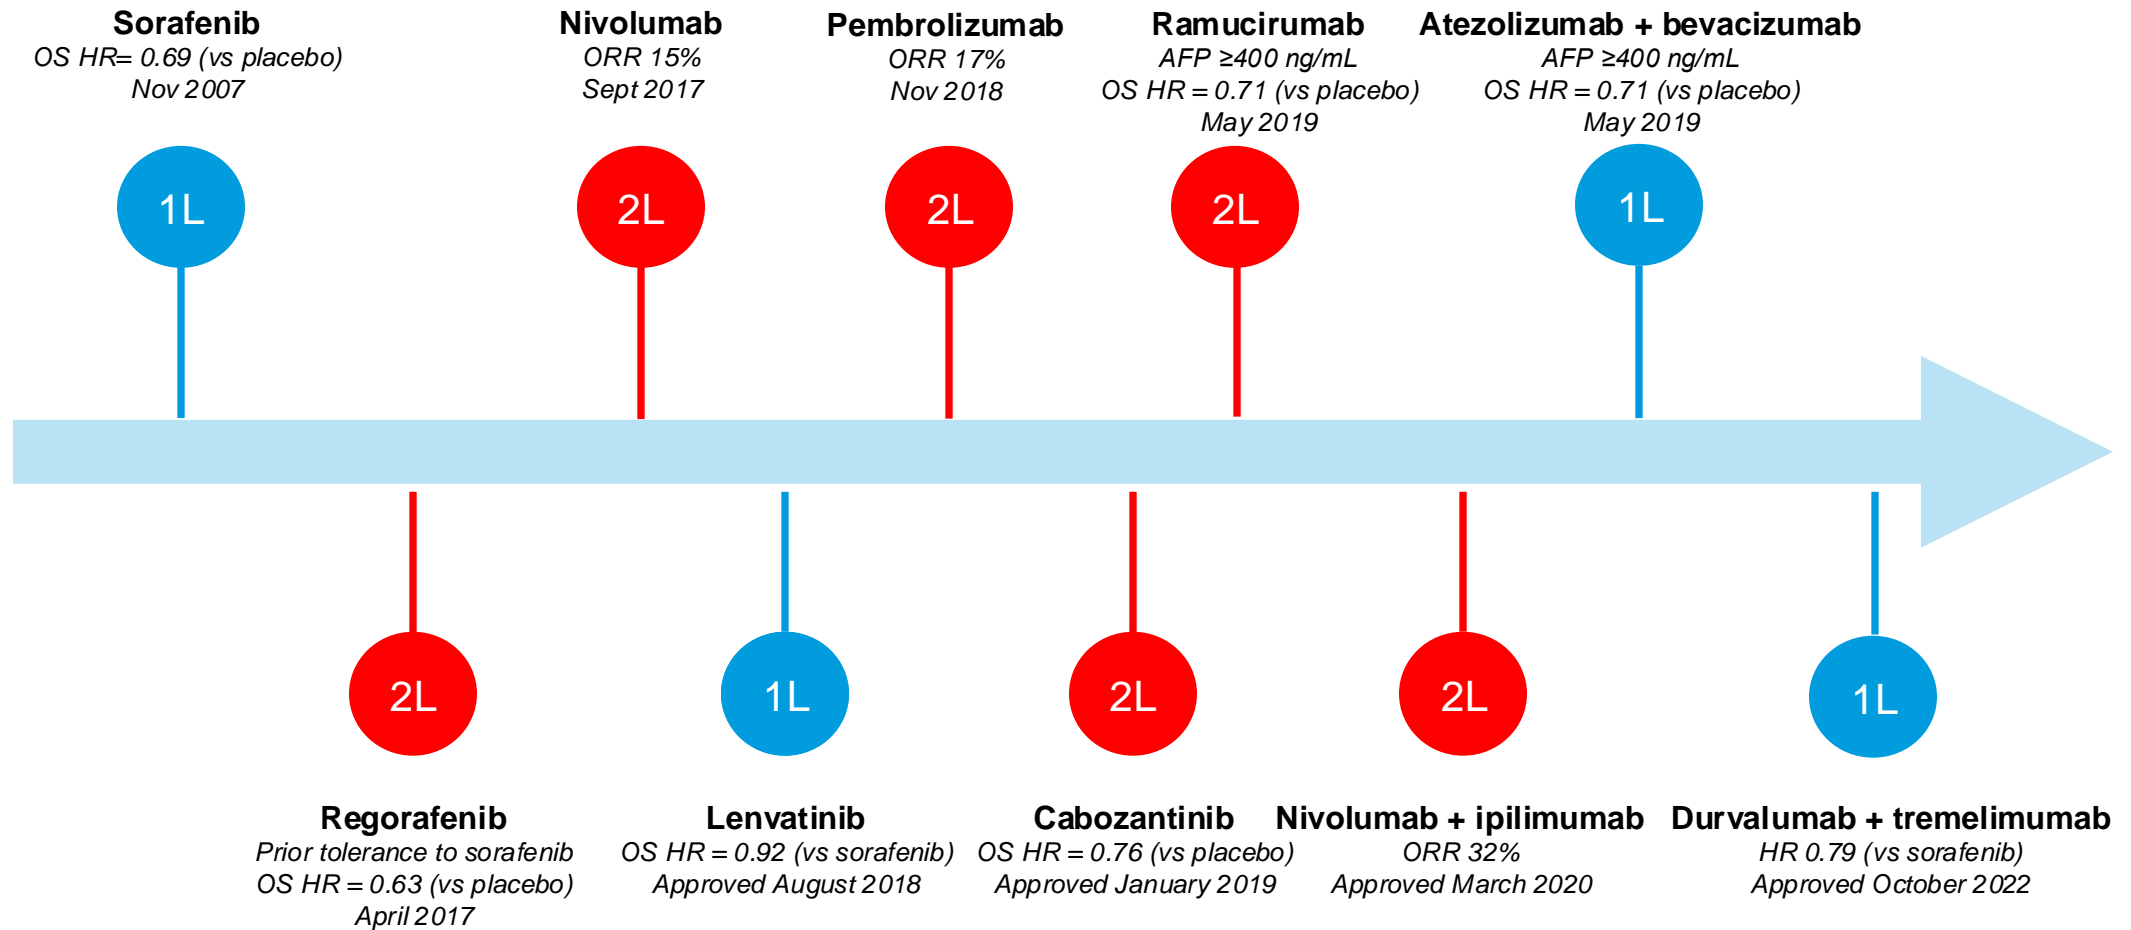 Sorafenib
OS HR= 0.69 (vs placebo)
Nov 2007
Nivolumab
ORR 15%
Sept 2017
Pembrolizumab
ORR 17%
Nov 2018
Ramucirumab
AFP ≥400 ng/mL
OS HR = 0.71 (vs placebo)
May 2019
Atezolizumab + bevacizumab
AFP ≥400 ng/mL
OS HR = 0.71 (vs placebo)
May 2019
1L
2L
2L
2L
1L
2L
1L
2L
2L
1L
Regorafenib
Prior tolerance to sorafenib
OS HR = 0.63 (vs placebo)
April 2017
Lenvatinib
OS HR = 0.92 (vs sorafenib)
Approved August 2018
Cabozantinib
OS HR = 0.76 (vs placebo)
Approved January 2019
Nivolumab + ipilimumab
ORR 32%
Approved March 2020
Durvalumab + tremelimumab
HR 0.79 (vs sorafenib)
Approved October 2022